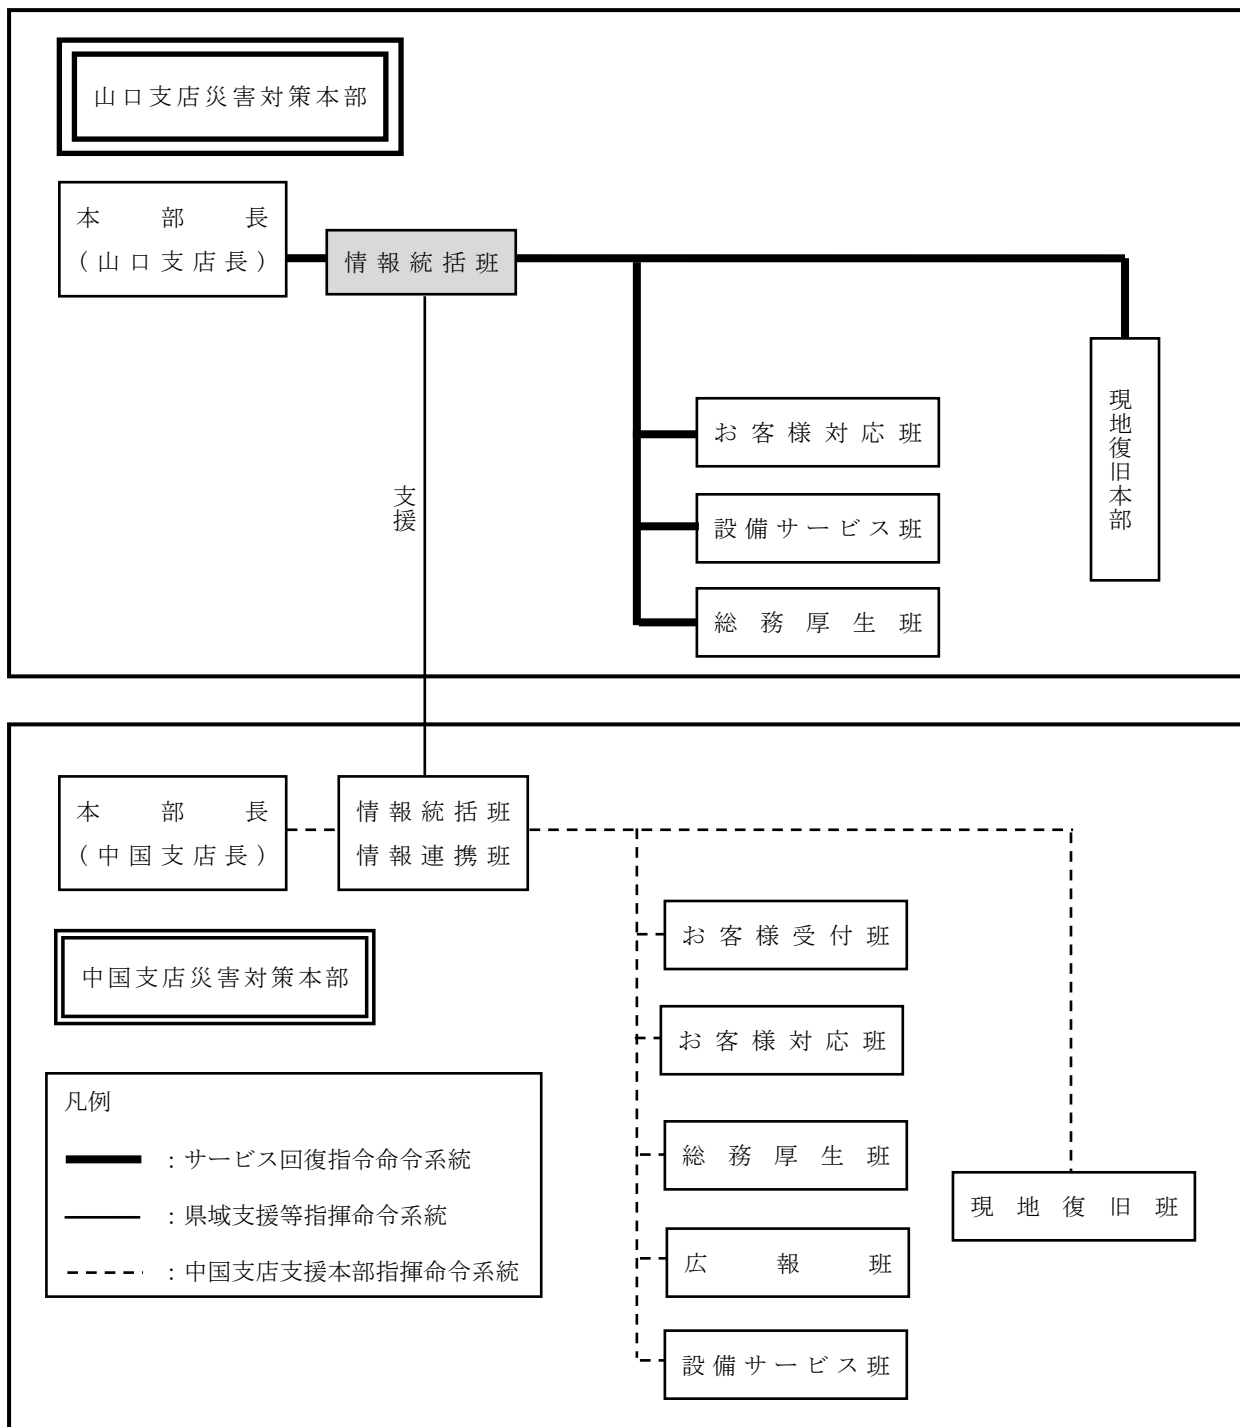 山口支店災害対策本部
本部長
(山口支店長)
情報統括班
お客様対応班
設備サービス班
総務厚生班
現地復旧本部
支援
本部長
(中国支店長)
情報統括班
情報連携班
中国支店災害対策本部
お客様受付班
お客様対応班
総務厚生班
広報班
設備サービス班
現地復旧班
凡例
:サービス回復指令命令系統
:県域支援等指揮命令系統
:中国支店支援本部指揮命令系統